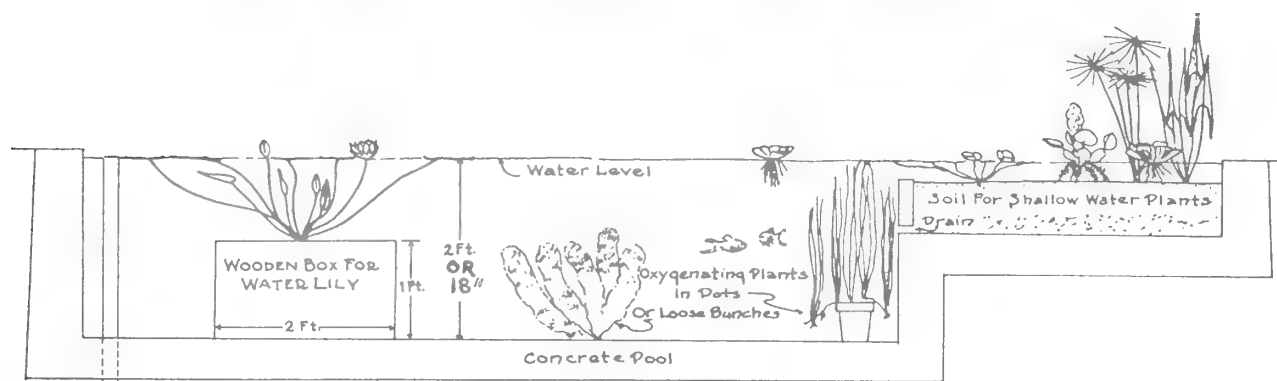 Water Level
Soil For Shallow Water Plants
Drain
Wooden Box For
Water Lily
1 Ft.
2 Ft.
OR
18"
Oxygenating Plants
In Pots
Or Loose Bunches
2 Ft.
Concrete Pool